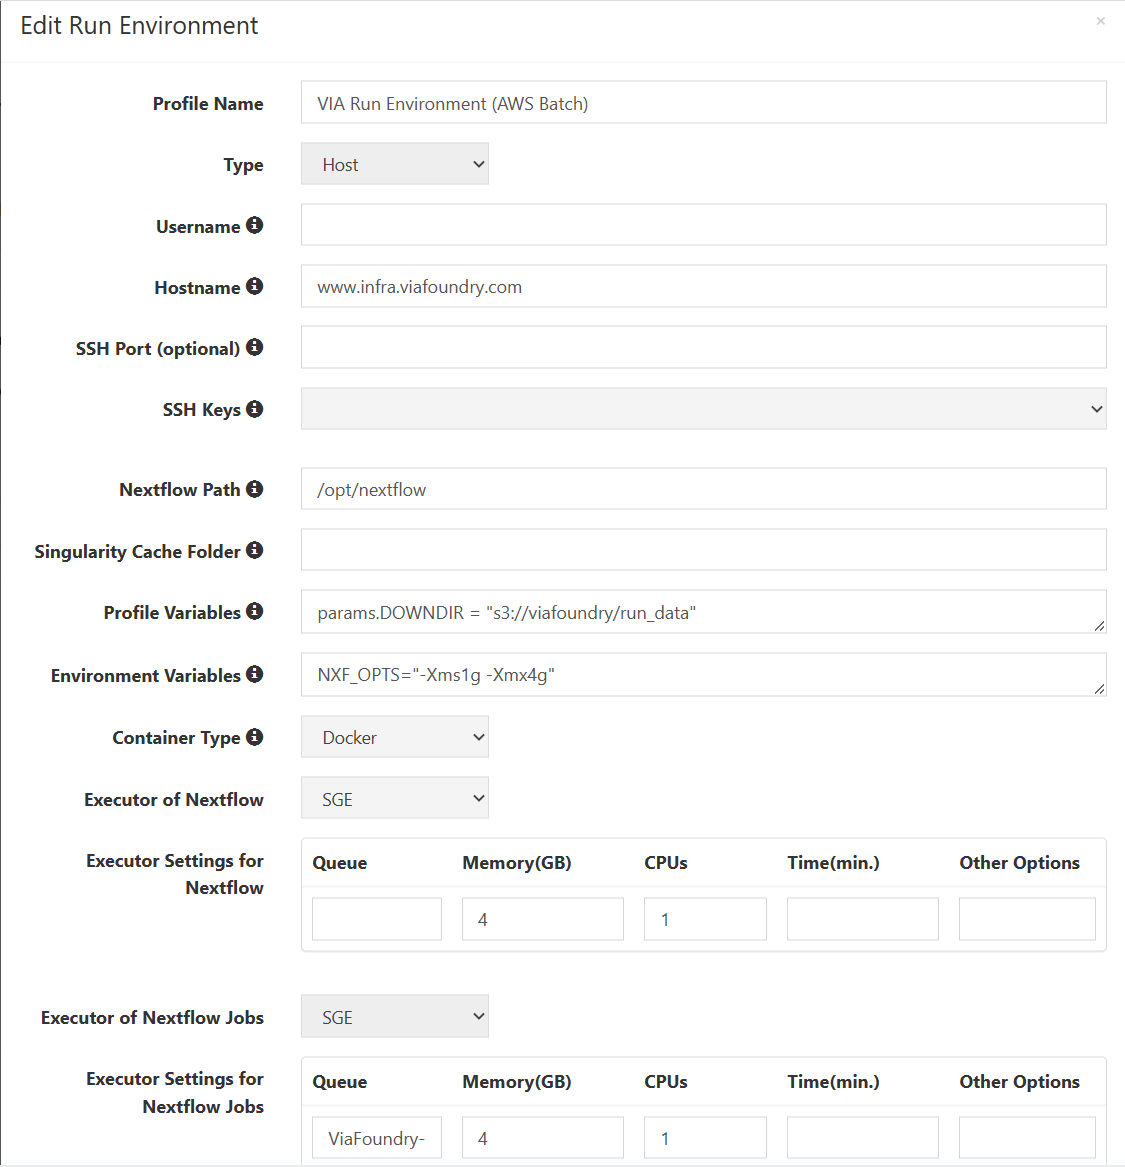 Edit Run Environment
×
Profile Name
VIA Run Environment (AWS Batch)
Type
Host
Username
Hostname
www.infra.viafoundry.com
SSH Port (optional)
SSH Keys
Nextflow Path
/opt/nextflow
Singularity Cache Folder
Profile Variables
params.DOWNDIR = "s3://viafoundry/run_data"
Environment Variables
NXF_OPTS="-Xms1g -Xmx4g"
Container Type
Docker
Executor of Nextflow
SGE
Executor Settings for
Nextflow
Queue Memory(GB) CPUs Time(min.) Other Options
4 1
Executor of Nextflow Jobs
SGE
Executor Settings for
Nextflow Jobs
Queue Memory(GB) CPUs Time(min.) Other Options
ViaFoundry- 4 1